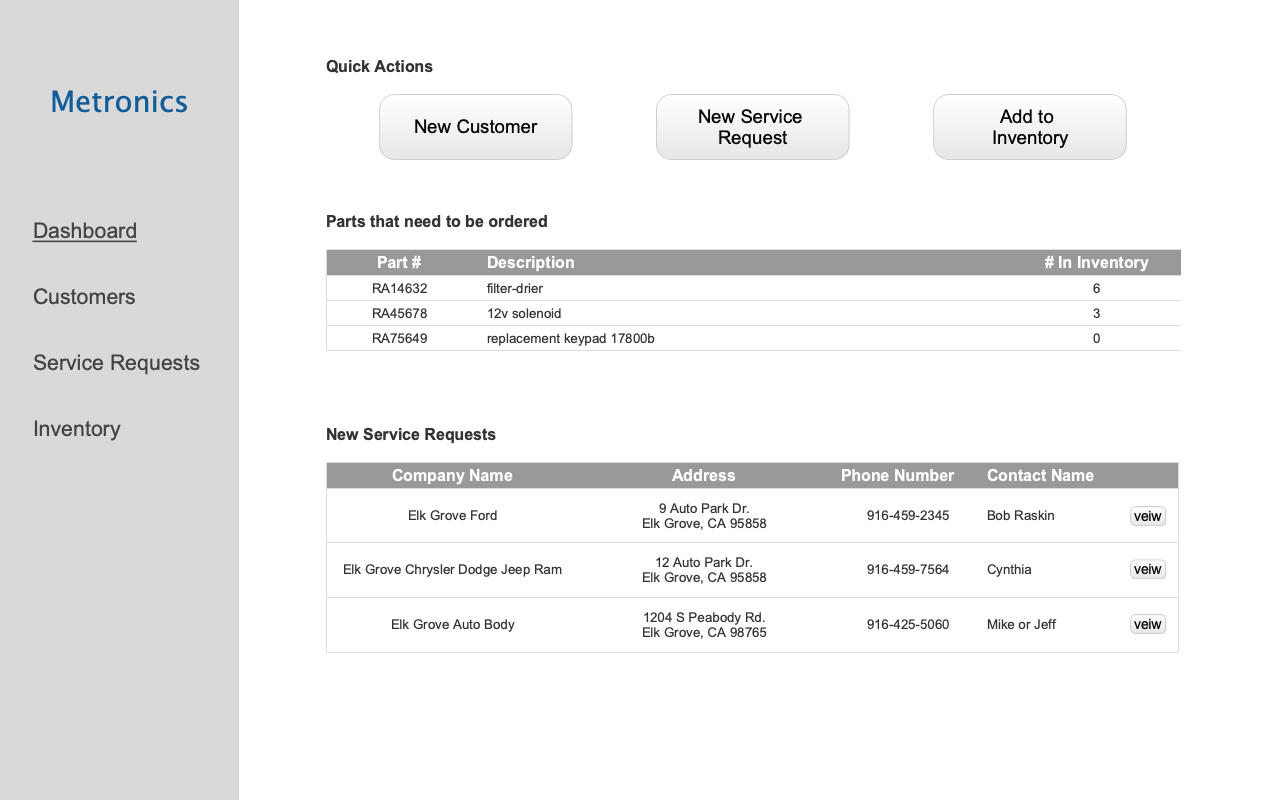 Metronics
Dashboard
Customers
Service Requests
Inventory
Quick Actions
New Customer
New Service
Request
Add to
Inventory
Parts that need to be ordered
Part # Description # In Inventory
RA14632 filter-drier 6
RA45678 12v solenoid 3
RA75649 replacement keypad 17800b 0
New Service Requests
Company Name Address Phone Number Contact Name
Elk Grove Ford 9 Auto Park Dr. 916-459-2345 Bob Raskin veiw
Elk Grove, CA 95858
Elk Grove Chrysler Dodge Jeep Ram 12 Auto Park Dr. 916-459-7564 Cynthia veiw
Elk Grove, CA 95858
Elk Grove Auto Body 1204 S Peabody Rd. 916-425-5060 Mike or Jeff veiw
Elk Grove, CA 98765